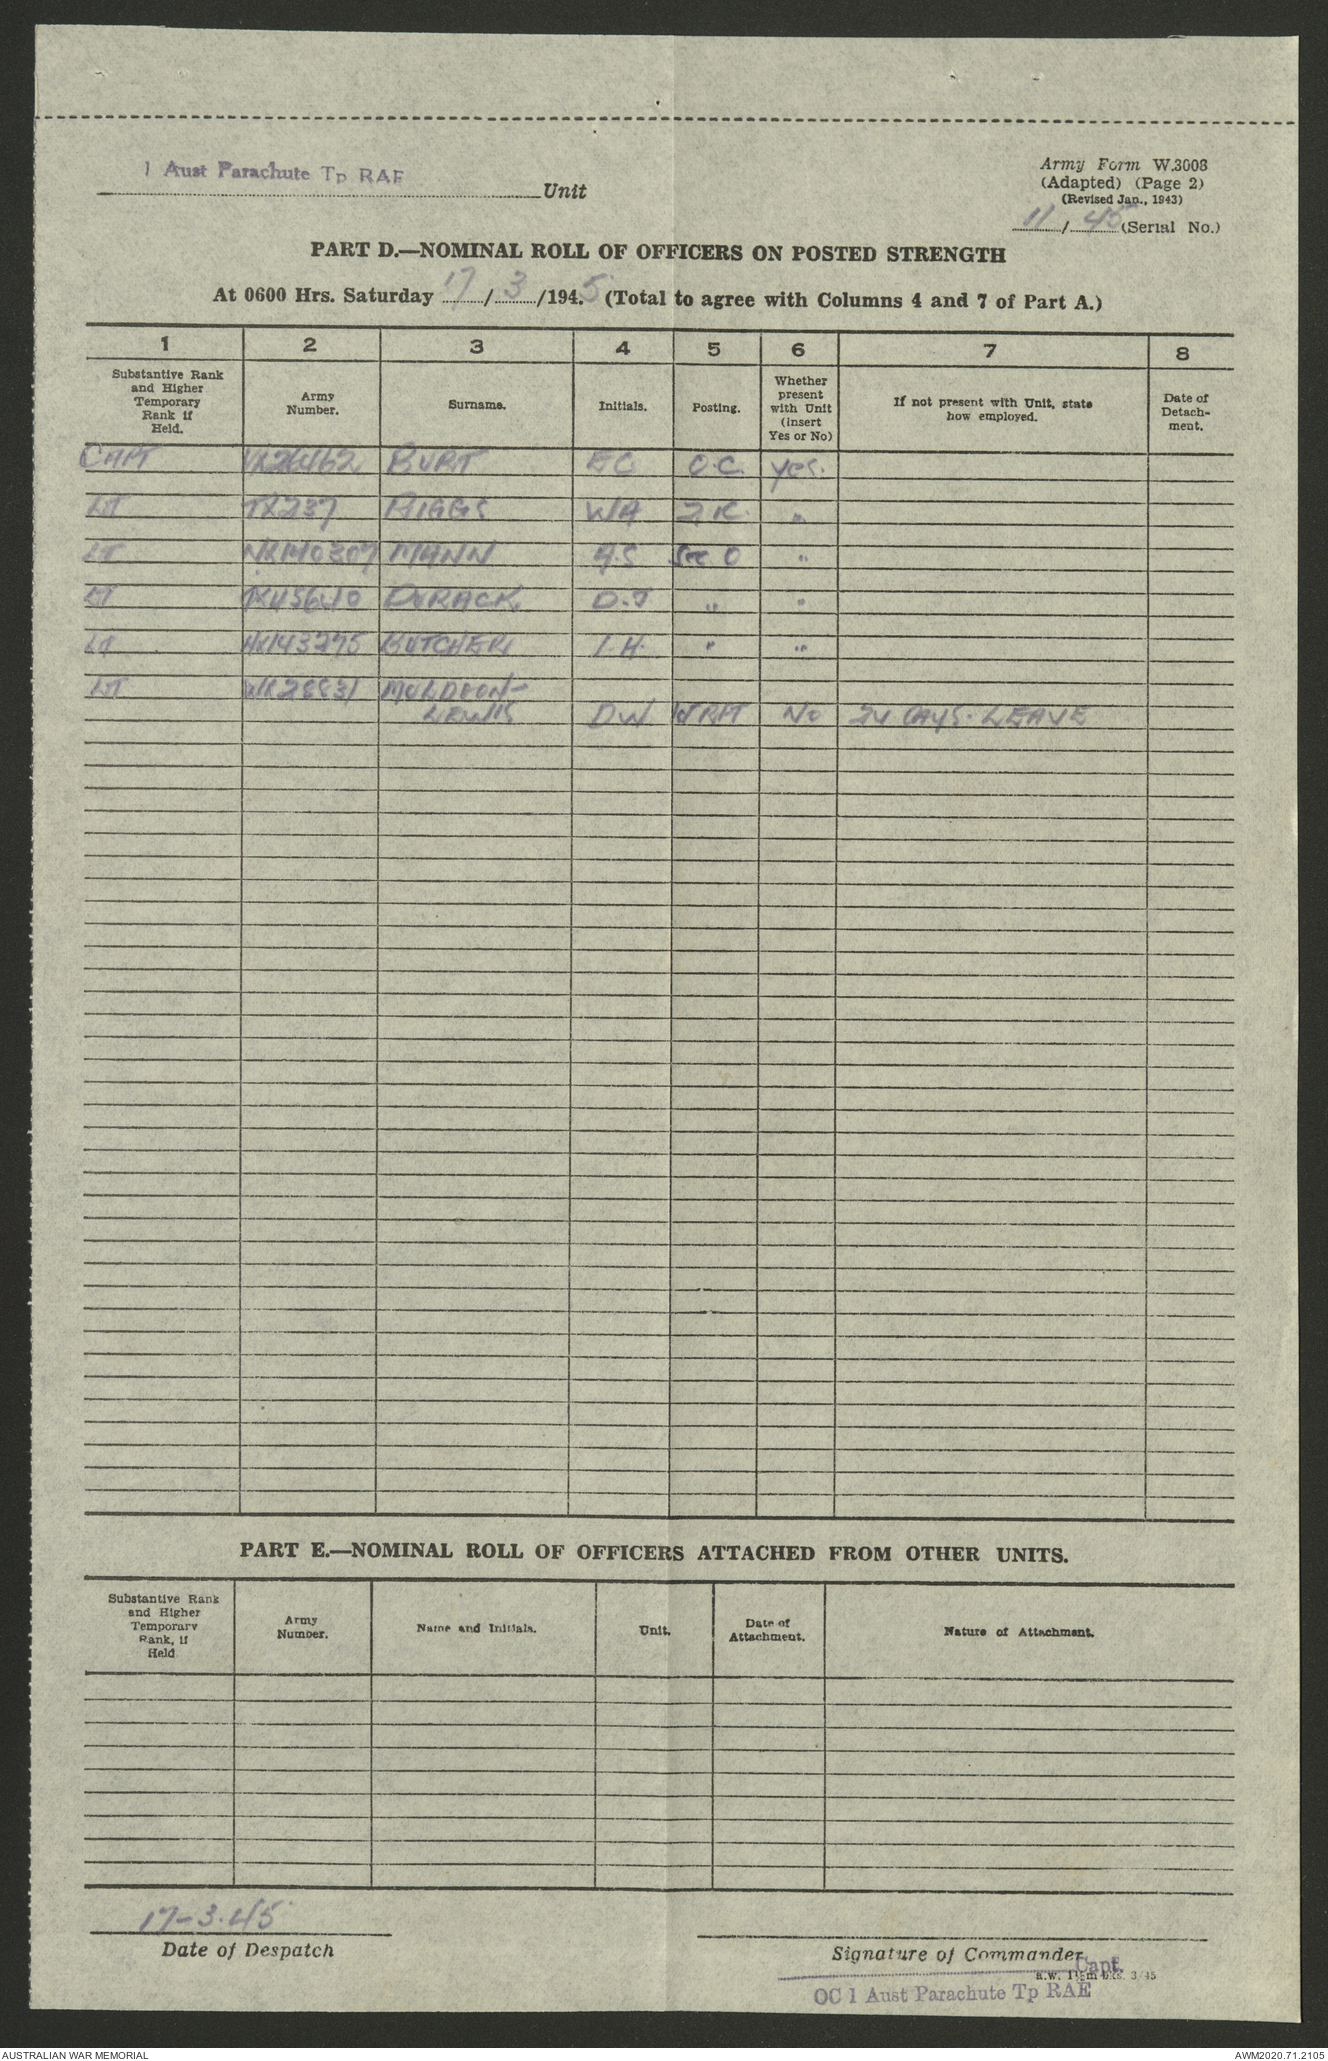 1 Aust Parachute Tp RAE
Unit
Army Form W.3008
(Adapted) (Page 2)
(Revised Jan., 1943)
11/45 (Serial No.)
PART D.—NOMINAL ROLL OF OFFICERS ON POSTED STRENGTH
At 0600 Hrs. Saturday 17/3/1945 (Total to agree with Columns 4 and 7 of Part A.)
1 2 3 4 5 6 7 8
Substantive Rank
and Higher
Temporary
Rank if
Held.
Army
Number.
Surname.
Initials.
Posting.
Whether
present
with Unit
(insert
Yes or No)
If not present with Unit, state
how employed.
Date of
Detach-
ment.
CAPT VX26462 BURT EC O.C. yes.
LT TX237 WA 2 IC "
LT NX140307 MANN A.S Sec O "
LT DURACK D.J " "
LT NX143275 BUTCHER I.H. " "
LT MULDOON-
LEWIS DW No 24 DAYS. LEAVE
PART E.—NOMINAL ROLL OF OFFICERS ATTACHED FROM OTHER UNITS.
Substantive Rank
and Higher
Temporary
Rank, if
Held
Army
Number.
Name and Initials.
Unit.
Date of
Attachment.
Nature of Attachment.
17-3.45
Date of Despatch
Signature of Commander
Capt.
OC 1 Aust Parachute Tp RAE
AUSTRALIAN WAR MEMORIAL
AWM2020.71.2105